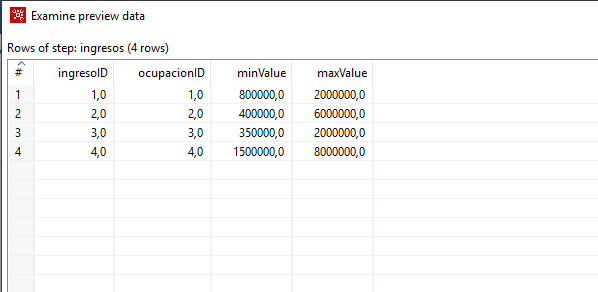 Examine preview data
Rows of step: ingresos (4 rows)
# ingresoID ocupacionID minValue maxValue
1 1,0 1,0 800000,0 2000000,0
2 2,0 2,0 400000,0 6000000,0
3 3,0 3,0 350000,0 2000000,0
4 4,0 4,0 1500000,0 8000000,0